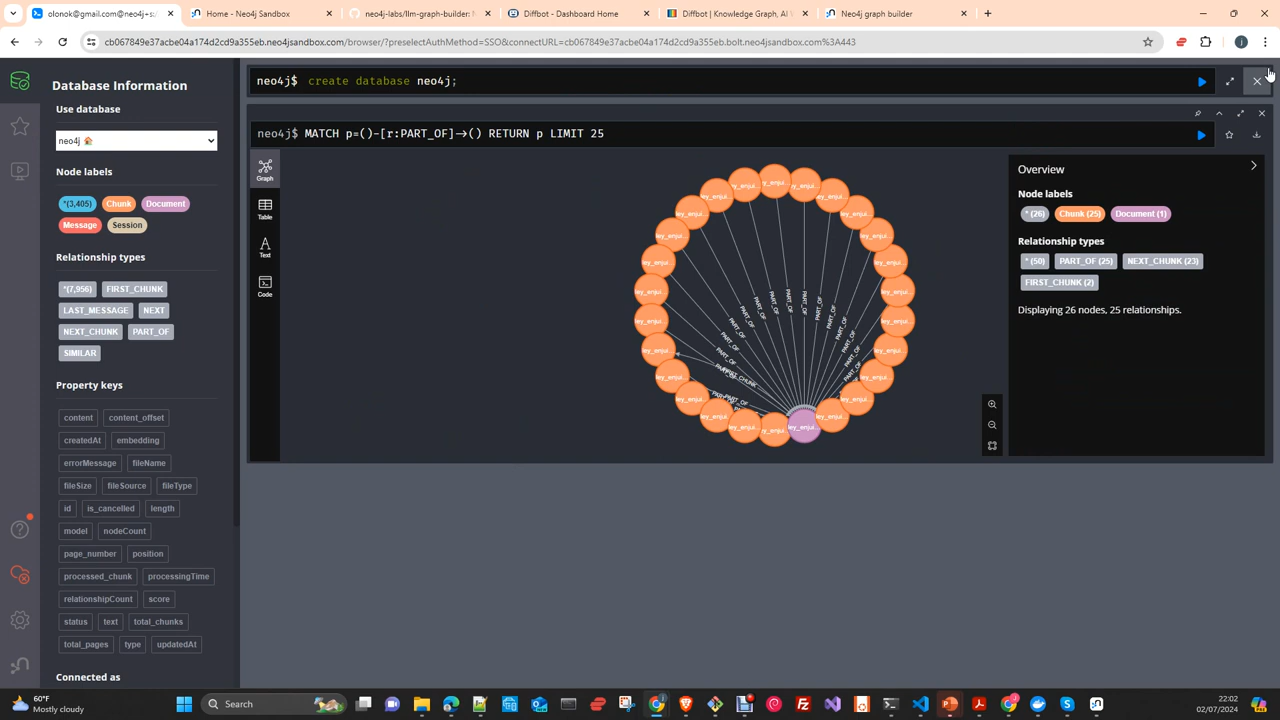 olonok@gmail.com@neo4j+s:/
Home - Neo4j Sandbox
neo4j-labs/llm-graph-builder: N
Diffbot - Dashboard Home
Diffbot | Knowledge Graph, AI V
Neo4j graph builder
cb067849e37acbe04a174d2cd9355eb.neo4jsandbox.com/browser/?preselectAuthMethod=SSO&connectURL=cb067849e37acbe04a174d2cd9355eb.bolt.neo4jsandbox.com%3A443
Database Information
Use database
neo4j
Node labels
*(3,405) Chunk Document
Message Session
Relationship types
*(7,956) FIRST_CHUNK
LAST_MESSAGE NEXT
NEXT_CHUNK PART_OF
SIMILAR
Property keys
content content_offset
createdAt embedding
errorMessage fileName
fileSize fileSource fileType
id is_cancelled length
model nodeCount
page_number position
processed_chunk processingTime
relationshipCount score
status text total_chunks
total_pages type updatedAt
Connected as
neo4j$ create database neo4j;
neo4j$ MATCH p=()-[r:PART_OF]->() RETURN p LIMIT 25
Graph
Table
Text
Code
Overview
Node labels
* (26) Chunk (25) Document (1)
Relationship types
* (50) PART_OF (25) NEXT_CHUNK (23)
FIRST_CHUNK (2)
Displaying 26 nodes, 25 relationships.
60°F
Mostly cloudy
Search
22:02
02/07/2024